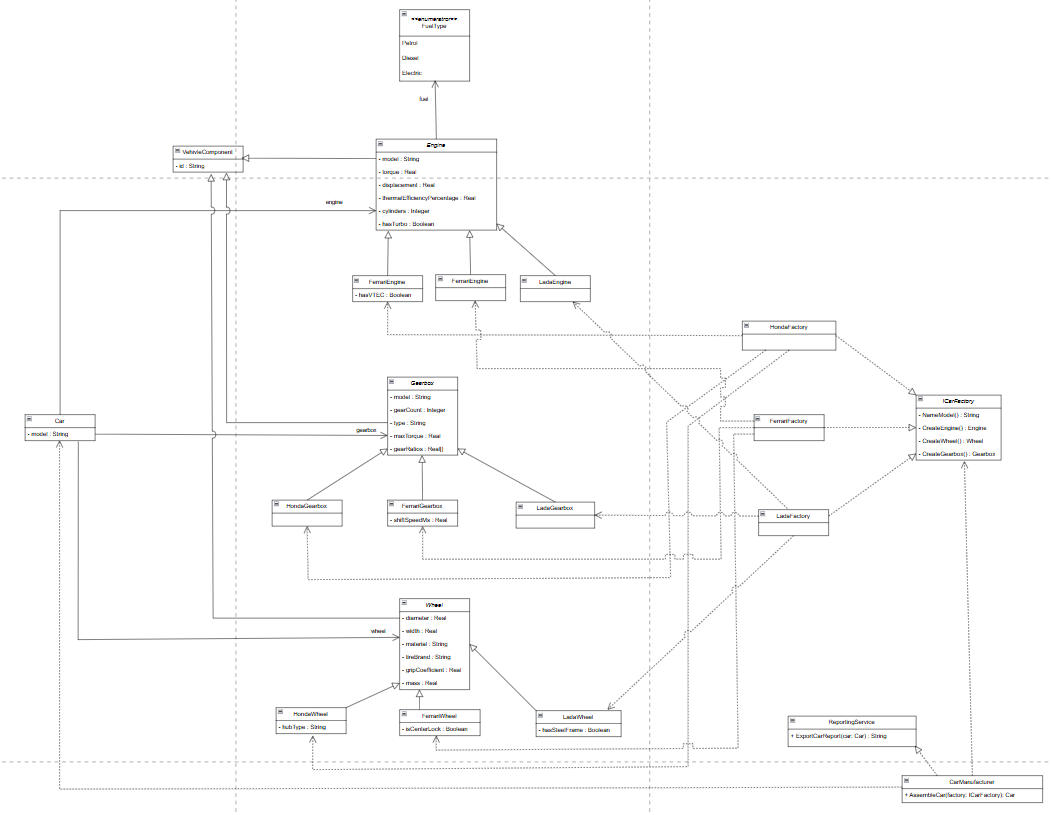 <<enumeration>>
FuelType
Petrol
Diesel
Electric
fuel
VehivleComponent
- id : String
Engine
- model : String
- torque : Real
- displacement : Real
- thermalEfficiencyPercentage : Real
- cylinders : Integer
- hasTurbo : Boolean
engine
FerrariEngine
- hasVTEC : Boolean
FerrariEngine
LadaEngine
HondaFactory
Gearbox
- model : String
- gearCount : Integer
- type : String
- maxTorque : Real
- gearRatios : Real[]
gearbox
Car
- model : String
ICarFactory
- NameModel() : String
- CreateEngine() : Engine
- CreateWheel() : Wheel
- CreateGearbox() : Gearbox
FerrariFactory
HondaGearbox
FerrariGearbox
- shiftSpeedMs : Real
LadaGearbox
LadaFactory
Wheel
- diameter : Real
- width : Real
- material : String
- tireBrand : String
- gripCoefficient : Real
- mass : Real
wheel
HondaWheel
- hubType : String
FerrariWheel
- isCenterLock : Boolean
LadaWheel
- hasSteelFrame : Boolean
ReportingService
+ ExportCarReport(car: Car) : String
CarManufacturer
+ AssembleCar(factory: ICarFactory): Car